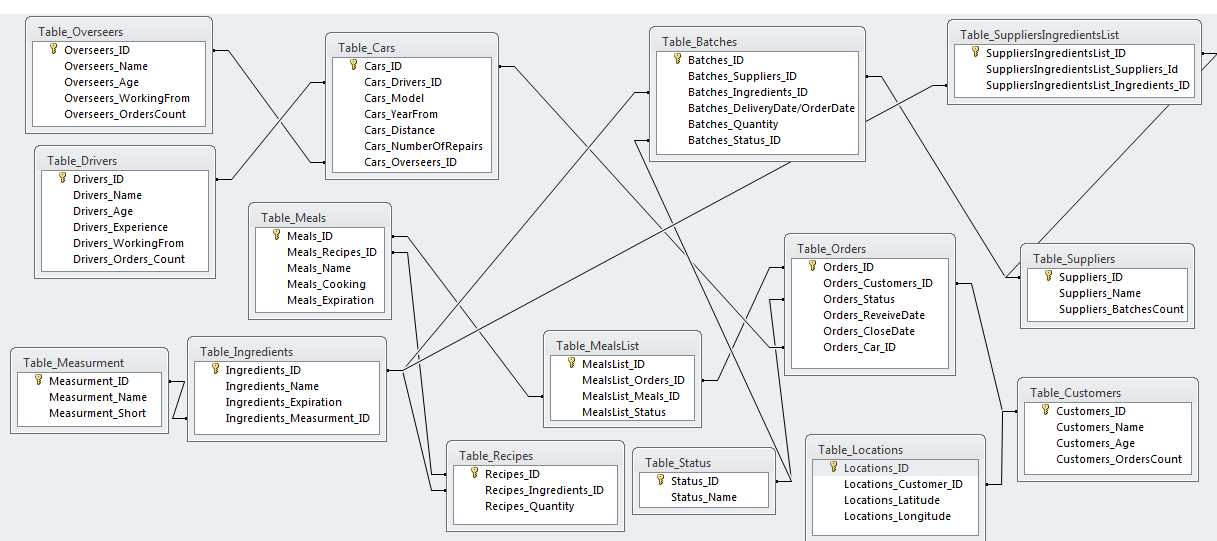 Table_Overseers
Overseers_ID
Overseers_Name
Overseers_Age
Overseers_WorkingFrom
Overseers_OrdersCount
Table_Cars
Cars_ID
Cars_Drivers_ID
Cars_Model
Cars_YearFrom
Cars_Distance
Cars_NumberOfRepairs
Cars_Overseers_ID
Table_Batches
Batches_ID
Batches_Suppliers_ID
Batches_Ingredients_ID
Batches_DeliveryDate/OrderDate
Batches_Quantity
Batches_Status_ID
Table_SuppliersIngredientsList
SuppliersIngredientsList_ID
SuppliersIngredientsList_Suppliers_Id
SuppliersIngredientsList_Ingredients_ID
Table_Drivers
Drivers_ID
Drivers_Name
Drivers_Age
Drivers_Experience
Drivers_WorkingFrom
Drivers_Orders_Count
Table_Meals
Meals_ID
Meals_Recipes_ID
Meals_Name
Meals_Cooking
Meals_Expiration
Table_Orders
Orders_ID
Orders_Customers_ID
Orders_Status
Orders_ReveiveDate
Orders_CloseDate
Orders_Car_ID
Table_Suppliers
Suppliers_ID
Suppliers_Name
Suppliers_BatchesCount
Table_Measurment
Measurment_ID
Measurment_Name
Measurment_Short
Table_Ingredients
Ingredients_ID
Ingredients_Name
Ingredients_Expiration
Ingredients_Measurment_ID
Table_MealsList
MealsList_ID
MealsList_Orders_ID
MealsList_Meals_ID
MealsList_Status
Table_Customers
Customers_ID
Customers_Name
Customers_Age
Customers_OrdersCount
Table_Recipes
Recipes_ID
Recipes_Ingredients_ID
Recipes_Quantity
Table_Status
Status_ID
Status_Name
Table_Locations
Locations_ID
Locations_Customer_ID
Locations_Latitude
Locations_Longitude